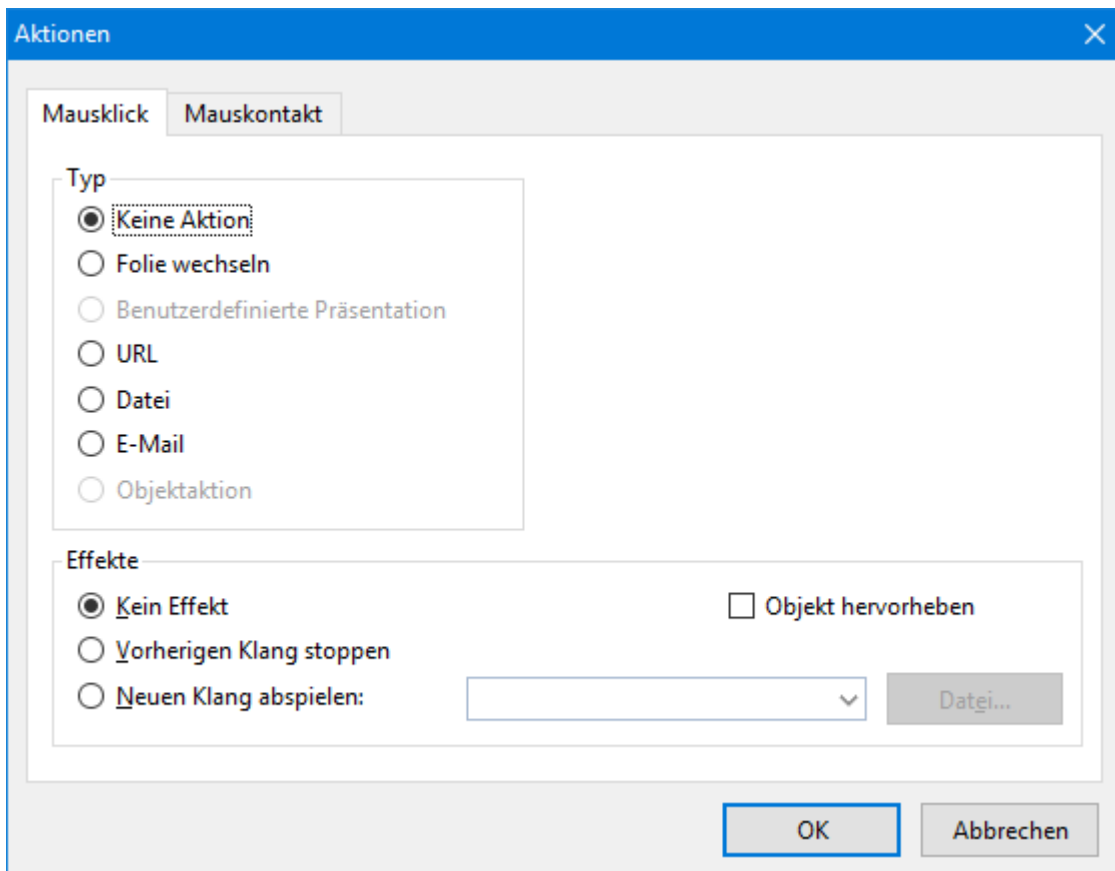 Aktionen
Mausklick Mauskontakt
Typ
Keine Aktion
Folie wechseln
Benutzerdefinierte Präsentation
URL
Datei
E-Mail
Objektaktion
Effekte
Kein Effekt Objekt hervorheben
Vorherigen Klang stoppen
Neuen Klang abspielen: Datei...
OK Abbrechen